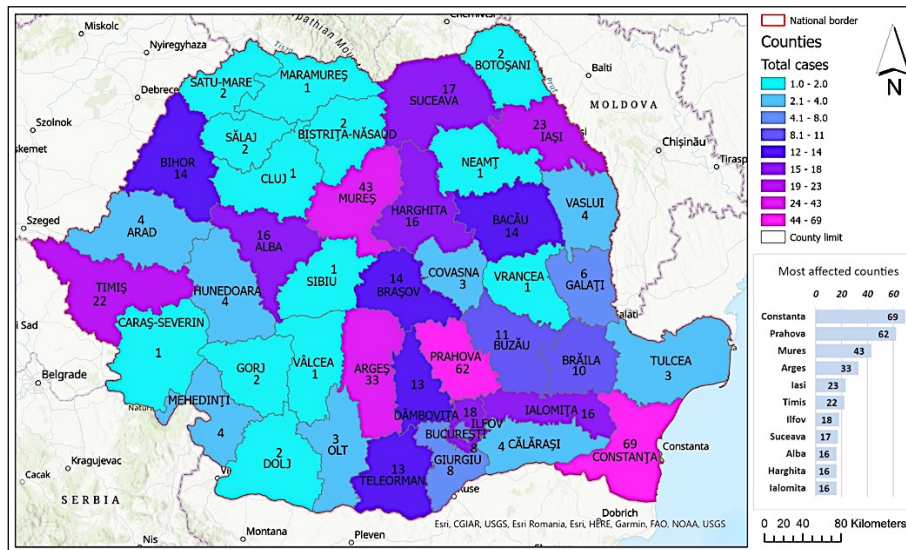 Miskolc
Nyiregyhaza
Debrece
Szolnok
Szeged
Belgrade
Cacak
Kragujevac
SERBIA
Nis
Montana
Pleven
Dobrich
Constanta
Balti
MOLDOVA
Chișinău
Tiraspo
Tisza
Prut
SATU-MARE
2
MARAMUREȘ
1
BOTOȘANI
2
SUCEAVA
17
IAȘI
23
SĂLAJ
2
BISTRIȚA-NĂSAUD
2
NEAMȚ
1
BIHOR
14
CLUJ
1
MUREȘ
43
HARGHITA
16
BACĂU
14
VASLUI
4
ARAD
4
ALBA
16
TIMIȘ
22
HUNEDOARA
4
SIBIU
1
BRAȘOV
14
COVASNA
3
VRANCEA
1
GALAȚI
6
CARAȘ-SEVERIN
1
GORJ
2
VÂLCEA
1
ARGEȘ
33
PRAHOVA
62
BUZĂU
11
BRĂILA
10
TULCEA
3
MEHEDINȚI
4
DÂMBOVIȚA
13
ILFOV
18
BUCUREȘTI
8
IALOMIȚA
16
DOLJ
2
OLT
3
TELEORMAN
13
GIURGIU
8
CĂLĂRAȘI
4
CONSTANȚA
69
Esri, CGIAR, USGS, Esri Romania, Esri, HERE, Garmin, FAO, NOAA, USGS
National border
Counties
Total cases
1.0 - 2.0
2.1 - 4.0
4.1 - 8.0
8.1 - 11
12 - 14
15 - 18
19 - 23
24 - 43
44 - 69
County limit
N
Most affected counties
0 20 40 60
Constanta 69
Prahova 62
Mures 43
Arges 33
Iasi 23
Timis 22
Ilfov 18
Suceava 17
Alba 16
Harghita 16
Ialomita 16
0 20 40 80 Kilometers